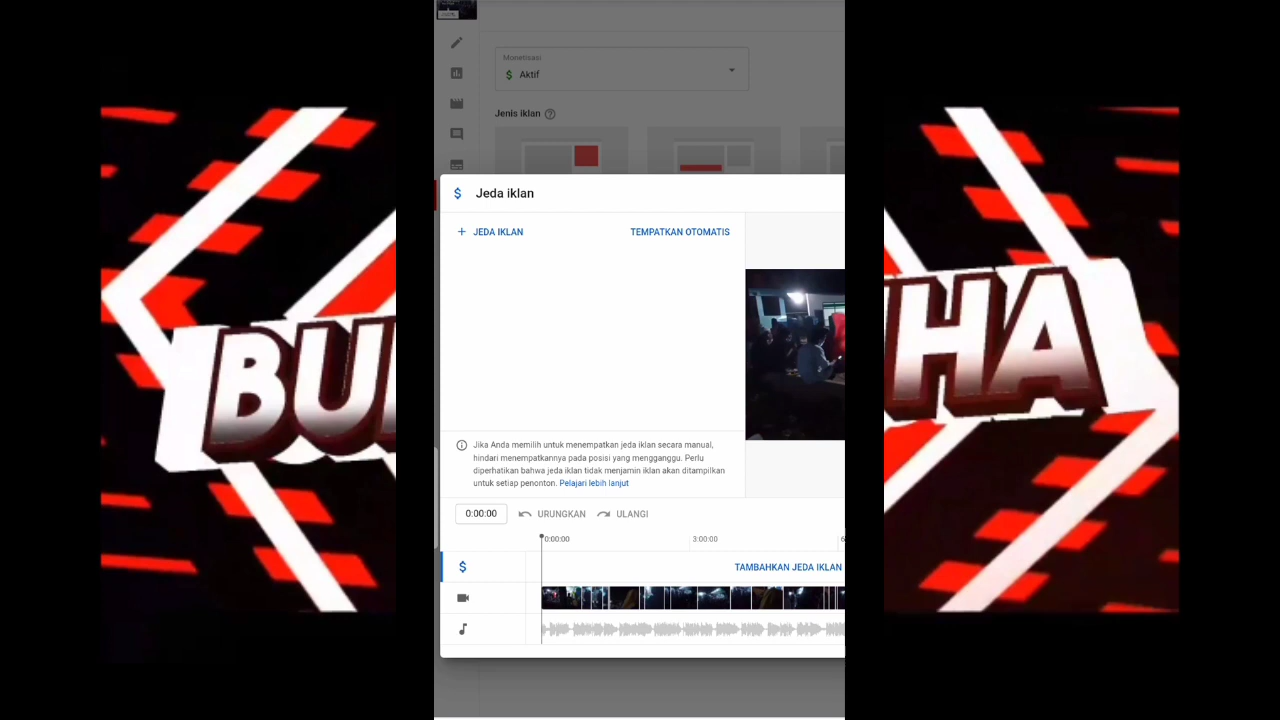 Monetisasi
$ Aktif
Jenis iklan
$ Jeda iklan
+ JEDA IKLAN
TEMPATKAN OTOMATIS
Jika Anda memilih untuk menempatkan jeda iklan secara manual,
hindari menempatkannya pada posisi yang mengganggu. Perlu
diperhatikan bahwa jeda iklan tidak menjamin iklan akan ditampilkan
untuk setiap penonton. Pelajari lebih lanjut
0:00:00
URUNGKAN
ULANGI
0:00:00
3:00:00
6
$
TAMBAHKAN JEDA IKLAN
BU
HA